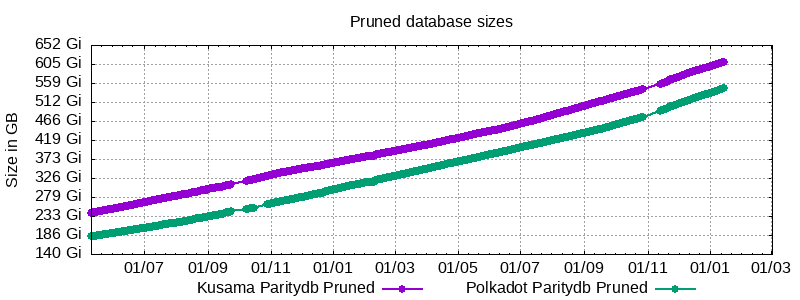 Pruned database sizes
652 Gi
605 Gi
559 Gi
512 Gi
466 Gi
419 Gi
373 Gi
326 Gi
279 Gi
233 Gi
186 Gi
140 Gi
Size in GB
01/07 01/09 01/11 01/01 01/03 01/05 01/07 01/09 01/11 01/01 01/03
Kusama Paritydb Pruned Polkadot Paritydb Pruned